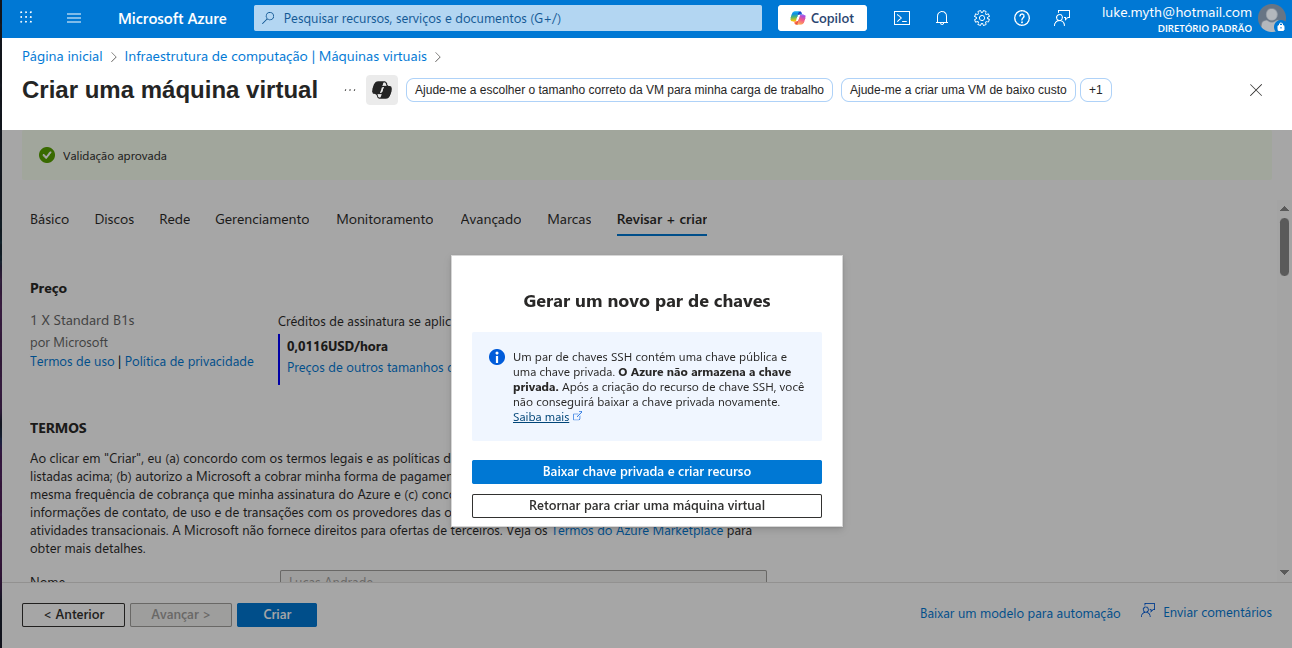 Microsoft Azure
Pesquisar recursos, serviços e documentos (G+/)
Copilot
luke.myth@hotmail.com
DIRETÓRIO PADRÃO
Página inicial > Infraestrutura de computação | Máquinas virtuais >
Criar uma máquina virtual
...
Ajude-me a escolher o tamanho correto da VM para minha carga de trabalho
Ajude-me a criar uma VM de baixo custo
+1
Validação aprovada
Básico Discos Rede Gerenciamento Monitoramento Avançado Marcas Revisar + criar
Preço
1 X Standard B1s
por Microsoft
Termos de uso | Política de privacidade
Créditos de assinatura se aplic
0,0116USD/hora
Preços de outros tamanhos
TERMOS
Ao clicar em "Criar", eu (a) concordo com os termos legais e as políticas d
listadas acima; (b) autorizo a Microsoft a cobrar minha forma de pagamen
mesma frequência de cobrança que minha assinatura do Azure e (c) conc
informações de contato, de uso e de transações com os provedores das o
atividades transacionais. A Microsoft não fornece direitos para ofertas de terceiros. Veja os Termos do Azure Marketplace para
obter mais detalhes.
Nome
Lucas Andrade
Gerar um novo par de chaves
Um par de chaves SSH contém uma chave pública e
uma chave privada. O Azure não armazena a chave
privada. Após a criação do recurso de chave SSH, você
não conseguirá baixar a chave privada novamente.
Saiba mais
Baixar chave privada e criar recurso
Retornar para criar uma máquina virtual
< Anterior
Avançar >
Criar
Baixar um modelo para automação
Enviar comentários